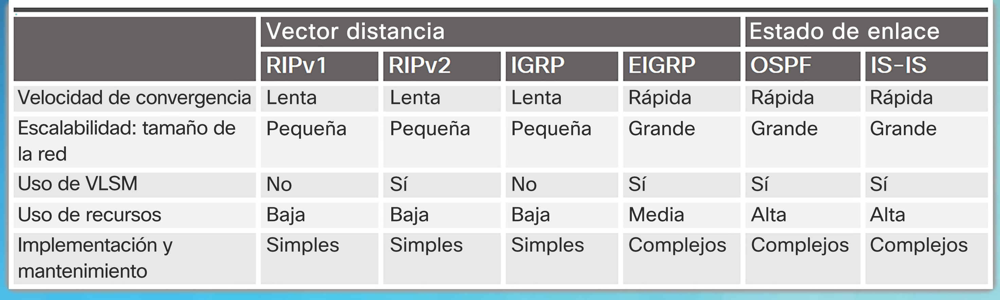 Vector distancia Estado de enlace
RIPv1 RIPv2 IGRP EIGRP OSPF IS-IS
Velocidad de convergencia Lenta Lenta Lenta Rápida Rápida Rápida
Escalabilidad: tamaño de Pequeña Pequeña Pequeña Grande Grande Grande
la red
Uso de VLSM No Sí No Sí Sí Sí
Uso de recursos Baja Baja Baja Media Alta Alta
Implementación y Simples Simples Simples Complejos Complejos Complejos
mantenimiento